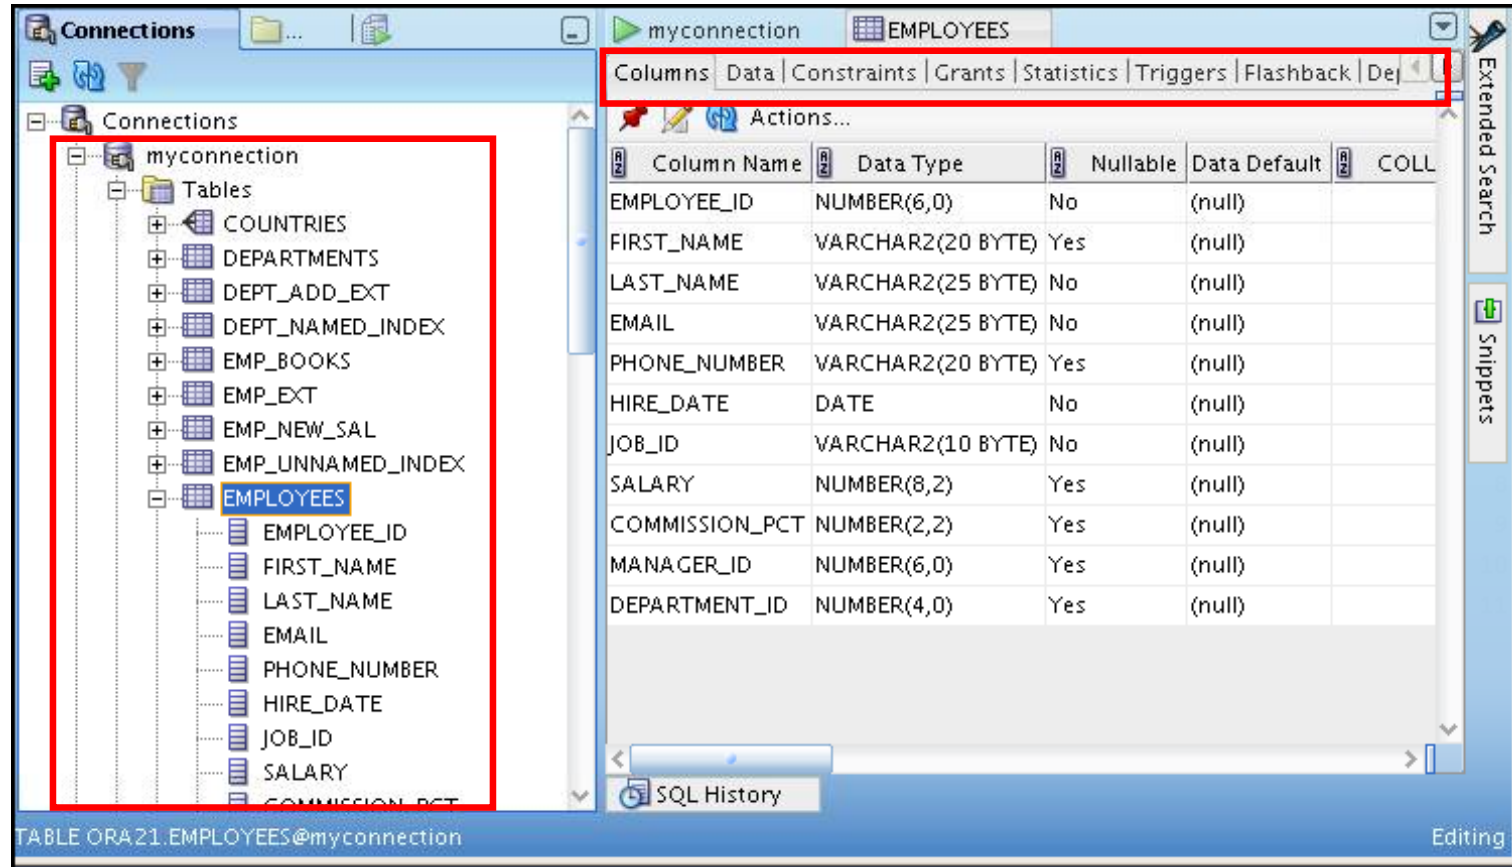 Connections
...
Connections
myconnection
Tables
COUNTRIES
DEPARTMENTS
DEPT_ADD_EXT
DEPT_NAMED_INDEX
EMP_BOOKS
EMP_EXT
EMP_NEW_SAL
EMP_UNNAMED_INDEX
EMPLOYEES
EMPLOYEE_ID
FIRST_NAME
LAST_NAME
EMAIL
PHONE_NUMBER
HIRE_DATE
JOB_ID
SALARY
COMMISSION_PCT
myconnection EMPLOYEES
Columns Data Constraints Grants Statistics Triggers Flashback Dep
Actions...
Column Name Data Type Nullable Data Default COLL
EMPLOYEE_ID NUMBER(6,0) No (null)
FIRST_NAME VARCHAR2(20 BYTE) Yes (null)
LAST_NAME VARCHAR2(25 BYTE) No (null)
EMAIL VARCHAR2(25 BYTE) No (null)
PHONE_NUMBER VARCHAR2(20 BYTE) Yes (null)
HIRE_DATE DATE No (null)
JOB_ID VARCHAR2(10 BYTE) No (null)
SALARY NUMBER(8,2) Yes (null)
COMMISSION_PCT NUMBER(2,2) Yes (null)
MANAGER_ID NUMBER(6,0) Yes (null)
DEPARTMENT_ID NUMBER(4,0) Yes (null)
SQL History
Extended Search
Snippets
TABLE ORA21.EMPLOYEES@myconnection
Editing